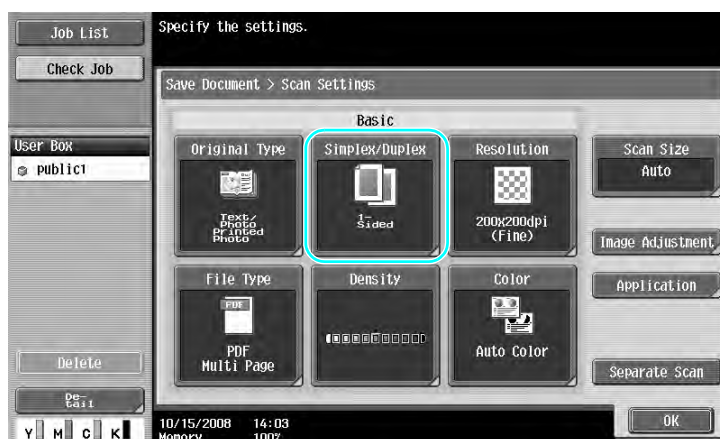 Job List
Check Job
Specify the settings.
Save Document > Scan Settings
User Box
public1
Delete
De-
tail
Y M C K
Basic
Original Type
Text/
Photo
Printed
Photo
Simplex/Duplex
1-
Sided
Resolution
200X200dpi
(Fine)
File Type
PDF
PDF
Multi Page
Density
Color
Auto Color
Scan Size
Auto
Image Adjustment
Application
Separate Scan
10/15/2008 14:03
Memory 100%
OK